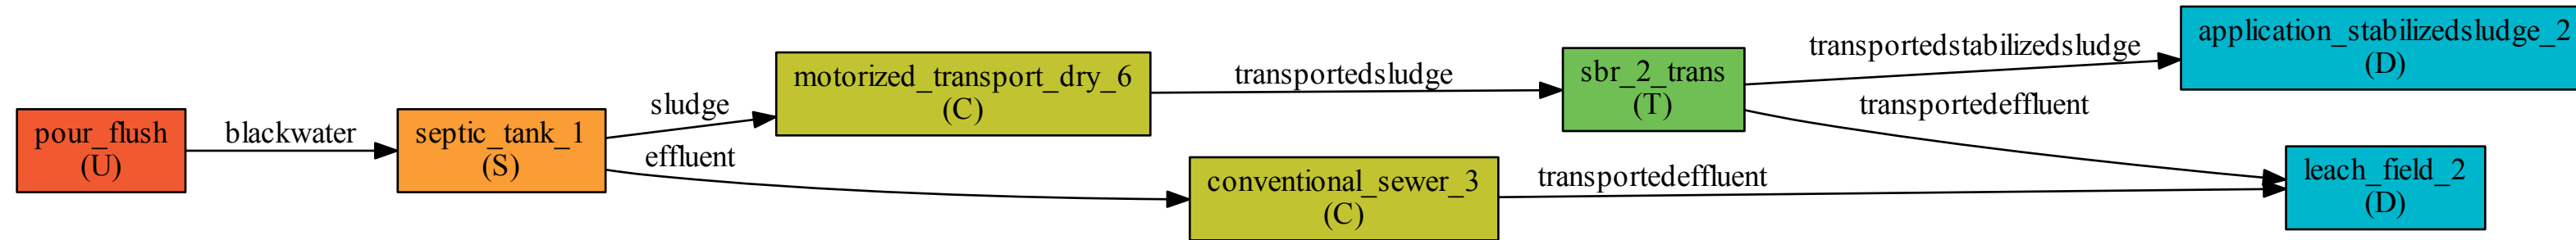 pour_flush
(U)
blackwater
septic_tank_1
(S)
sludge
effluent
motorized_transport_dry_6
(C)
transportedsludge
conventional_sewer_3
(C)
transportedeffluent
sbr_2_trans
(T)
transportedstabilizedsludge
transportedeffluent
application_stabilizedsludge_2
(D)
leach_field_2
(D)